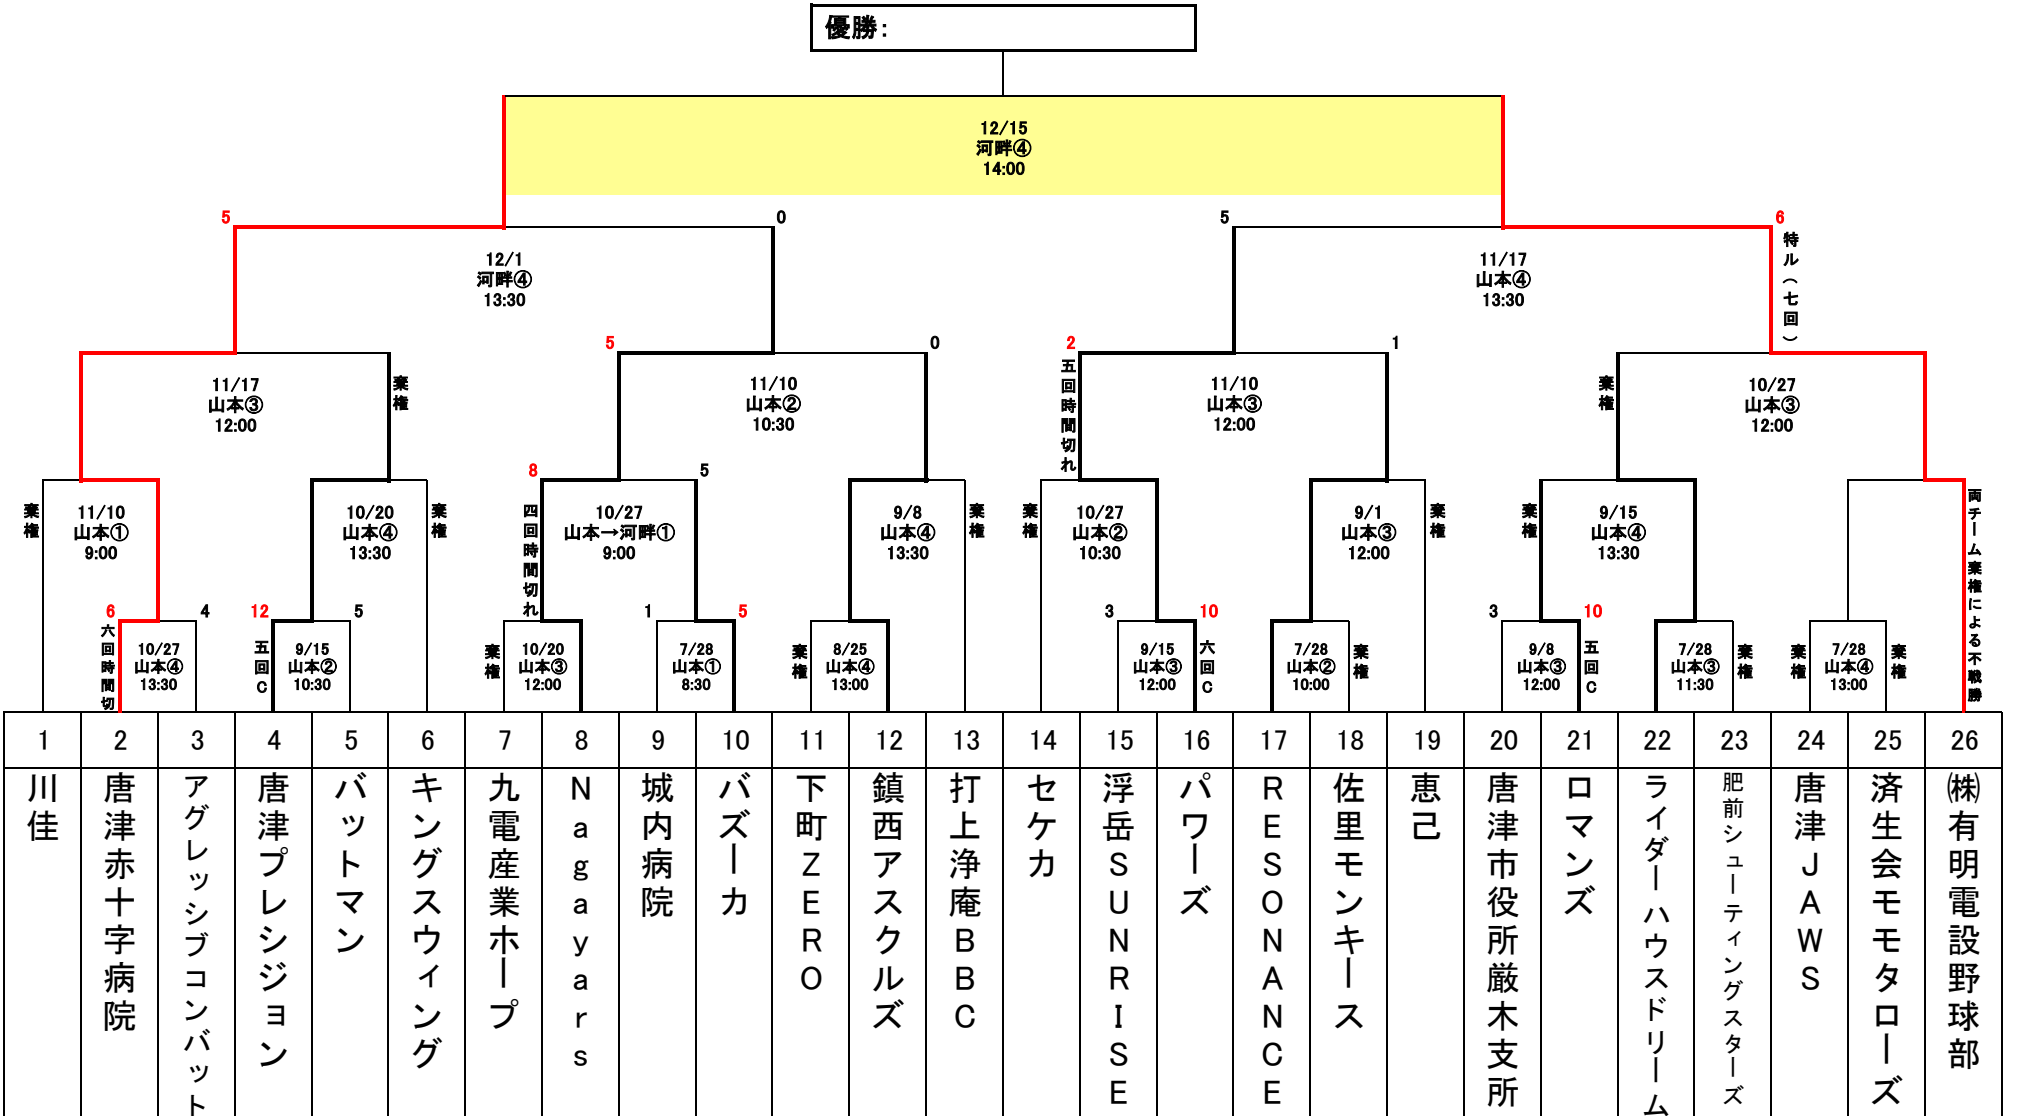 優勝：
12/15
河畔④
14:00
5
0
5
6
特ル（七回）
12/1
河畔④
13:30
11/17
山本④
13:30
5
0
2
1
11/17
山本③
12:00
棄権
11/10
山本②
10:30
五回時間切れ
11/10
山本③
12:00
棄権
10/27
山本③
12:00
8
5
棄権
11/10
山本①
9:00
10/20
山本④
13:30
棄権
四回時間切れ
10/27
山本→河畔①
9:00
9/8
山本④
13:30
棄権
棄権
10/27
山本②
10:30
9/1
山本③
12:00
棄権
棄権
9/15
山本④
13:30
両チーム棄権による不戦勝
6
4
12
5
1
5
3
10
3
10
六回時間切
10/27
山本④
13:30
五回C
9/15
山本②
10:30
棄権
10/20
山本③
12:00
7/28
山本①
8:30
棄権
8/25
山本④
13:00
9/15
山本③
12:00
六回C
7/28
山本②
10:00
棄権
9/8
山本③
12:00
五回C
7/28
山本③
11:30
棄権
棄権
7/28
山本④
13:00
棄権
1
2
3
4
5
6
7
8
9
10
11
12
13
14
15
16
17
18
19
20
21
22
23
24
25
26
川佳
唐津赤十字病院
アグレッシブコンバット
唐津プレシジョン
バットマン
キングスウィング
九電産業ホープ
Nagayars
城内病院
バズーカ
下町ZERO
鎮西アスクルズ
打上浄庵BBC
セケカ
浮岳SUNRISE
パワーズ
RESONANCE
佐里モンキース
恵己
唐津市役所厳木支所
ロマンズ
ライダーハウスドリーム
肥前シューティングスターズ
唐津JAWS
済生会モモタローズ
㈱有明電設野球部